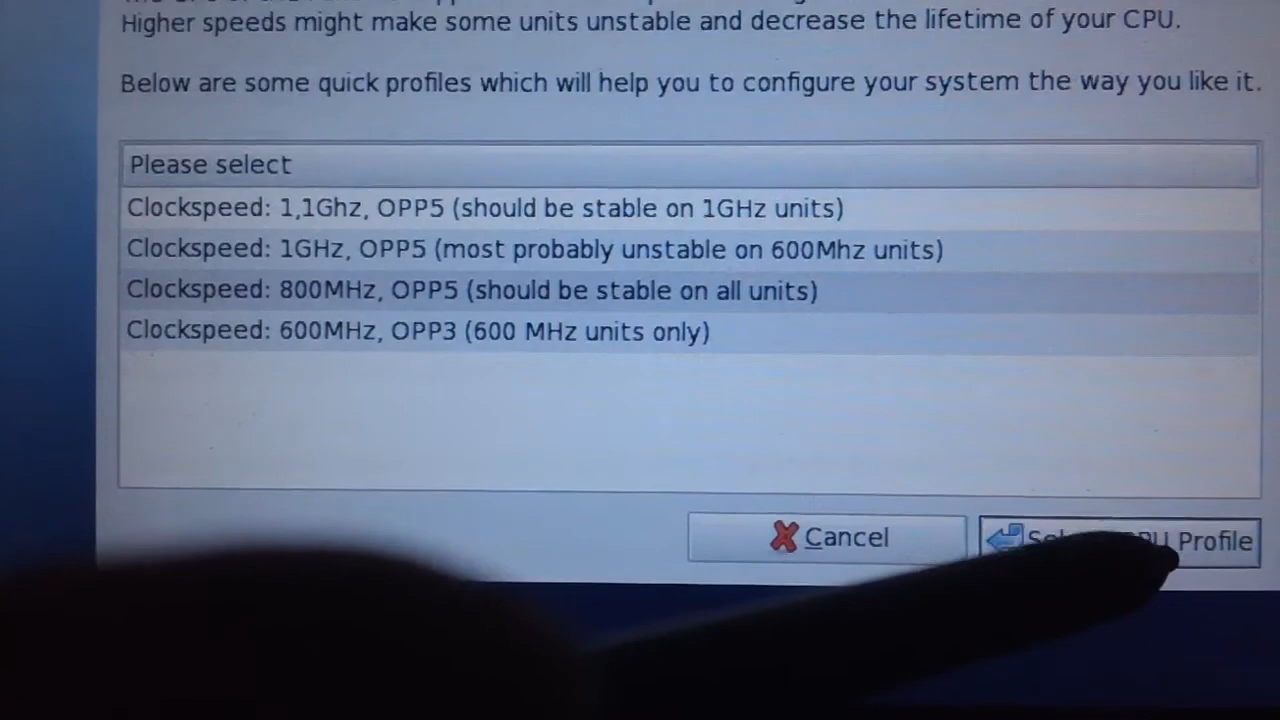 Higher speeds might make some units unstable and decrease the lifetime of your CPU.
Below are some quick profiles which will help you to configure your system the way you like it.
Please select
Clockspeed: 1,1Ghz, OPP5 (should be stable on 1GHz units)
Clockspeed: 1GHz, OPP5 (most probably unstable on 600Mhz units)
Clockspeed: 800MHz, OPP5 (should be stable on all units)
Clockspeed: 600MHz, OPP3 (600 MHz units only)
Cancel
Profile